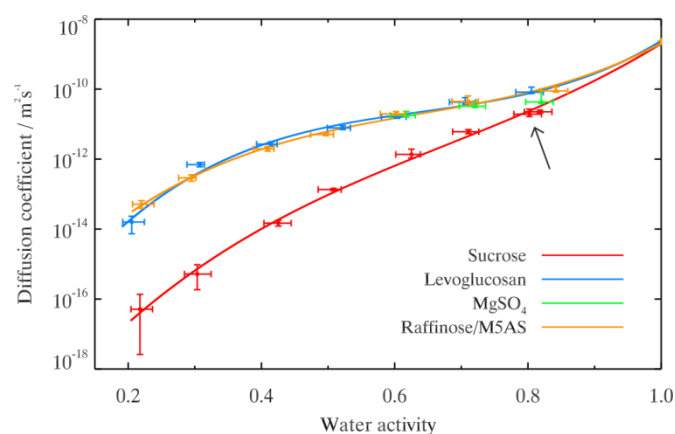 Diffusion coefficient / m²s⁻¹
10⁻⁸
10⁻¹⁰
10⁻¹²
10⁻¹⁴
10⁻¹⁶
10⁻¹⁸
Sucrose
Levoglucosan
MgSO₄
Raffinose/M5AS
0.2 0.4 0.6 0.8 1.0
Water activity